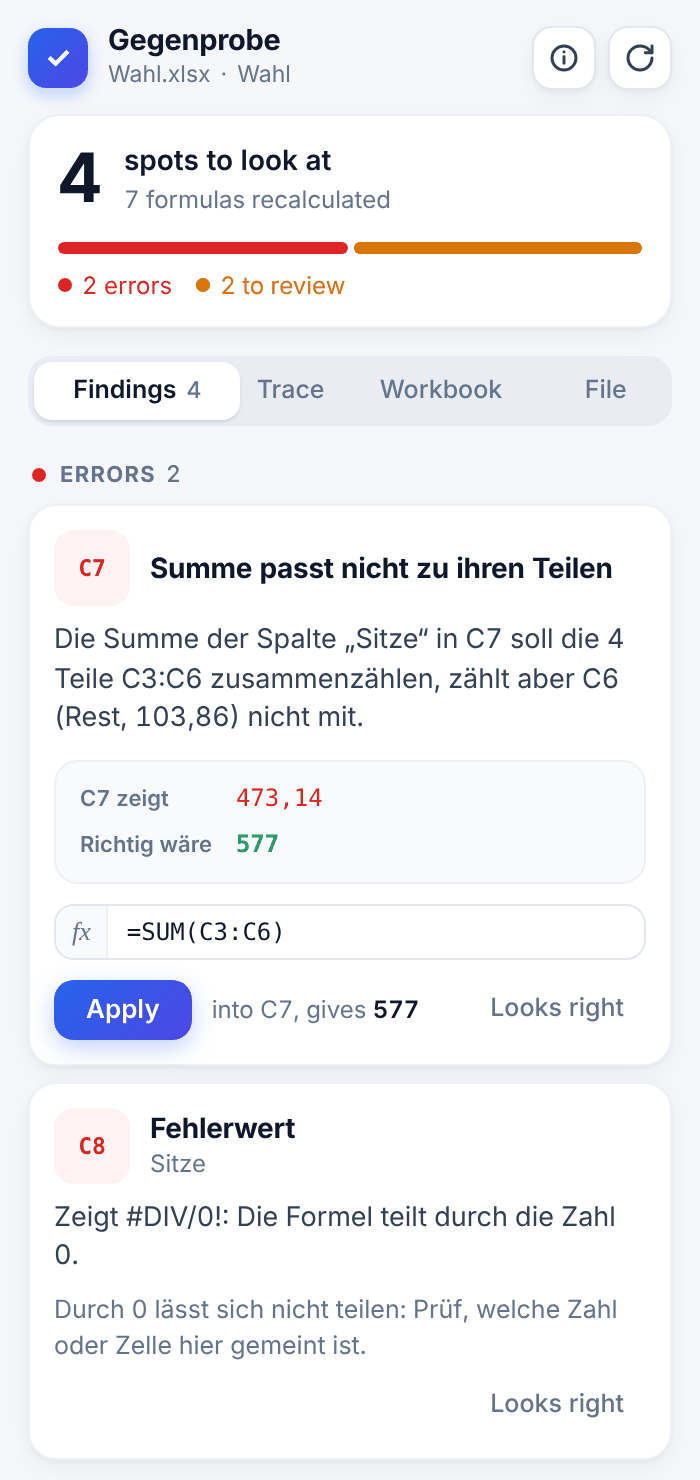 Gegenprobe
Wahl.xlsx · Wahl
4
spots to look at
7 formulas recalculated
2 errors
2 to review
Findings 4
Trace
Workbook
File
ERRORS 2
C7
Summe passt nicht zu ihren Teilen
Die Summe der Spalte „Sitze“ in C7 soll die 4
Teile C3:C6 zusammenzählen, zählt aber C6
(Rest, 103,86) nicht mit.
C7 zeigt 473,14
Richtig wäre 577
fx =SUM(C3:C6)
Apply into C7, gives 577 Looks right
C8
Fehlerwert
Sitze
Zeigt #DIV/0!: Die Formel teilt durch die Zahl
0.
Durch 0 lässt sich nicht teilen: Prüf, welche Zahl
oder Zelle hier gemeint ist.
Looks right